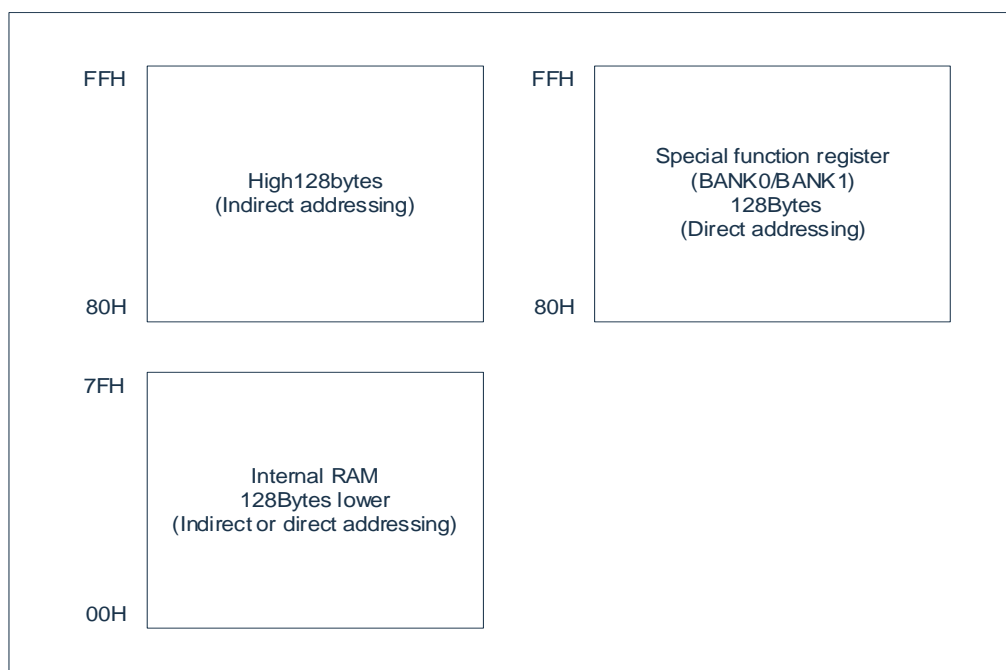 FFH
High128bytes
(Indirect addressing)
80H
FFH
Special function register
(BANK0/BANK1)
128Bytes
(Direct addressing)
80H
7FH
Internal RAM
128Bytes lower
(Indirect or direct addressing)
00H